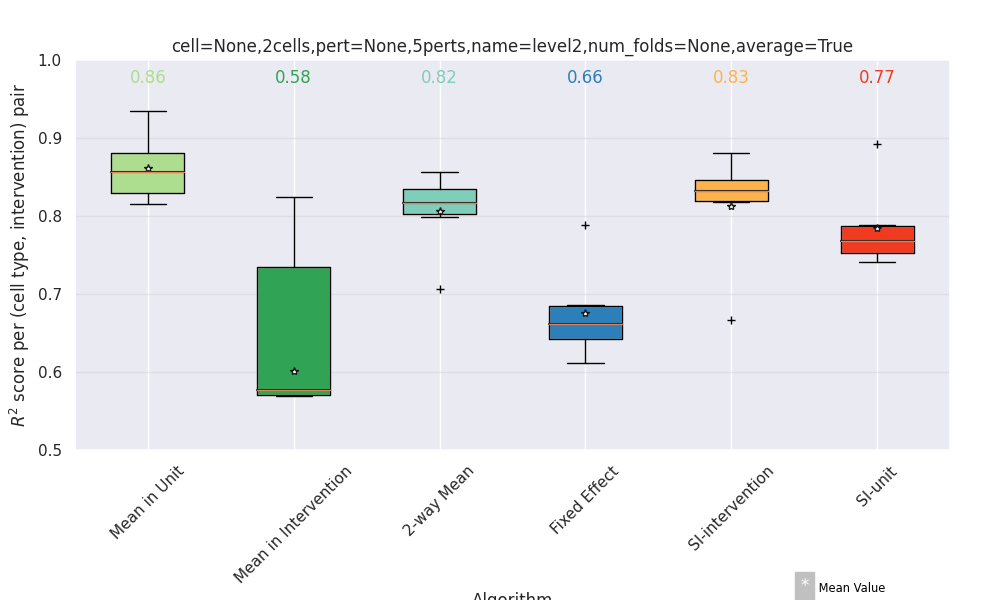 cell=None,2cells,pert=None,5perts,name=level2,num_folds=None,average=True
0.86 0.58 0.82 0.66 0.83 0.77
R² score per (cell type, intervention) pair
1.0
0.9
0.8
0.7
0.6
0.5
Mean in Unit
Mean in Intervention
2-way Mean
Fixed Effect
SI-intervention
SI-unit
Algorithm
* Mean Value